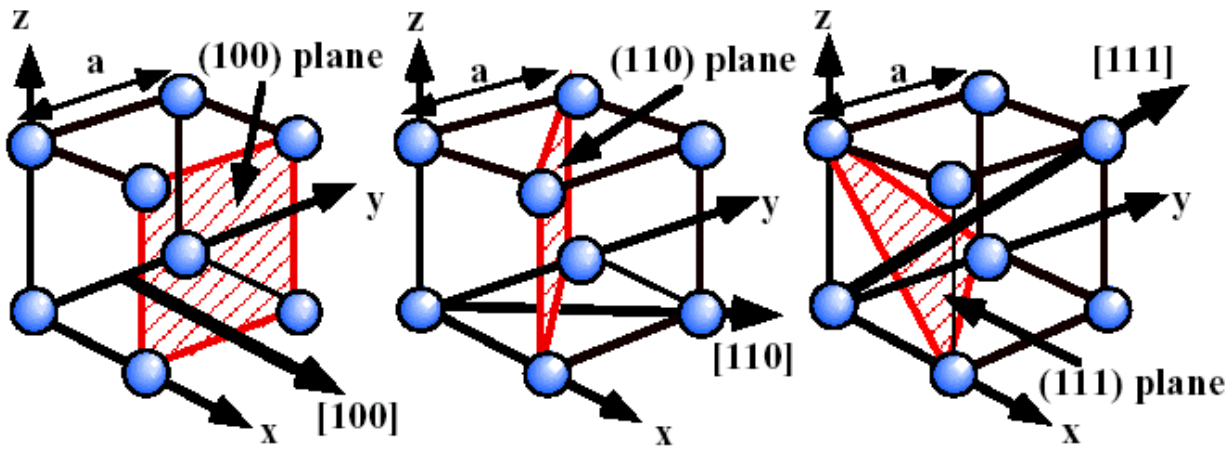 z
a
(100) plane
y
[100]
x
z
a
(110) plane
y
[110]
x
z
a
[111]
y
(111) plane
x